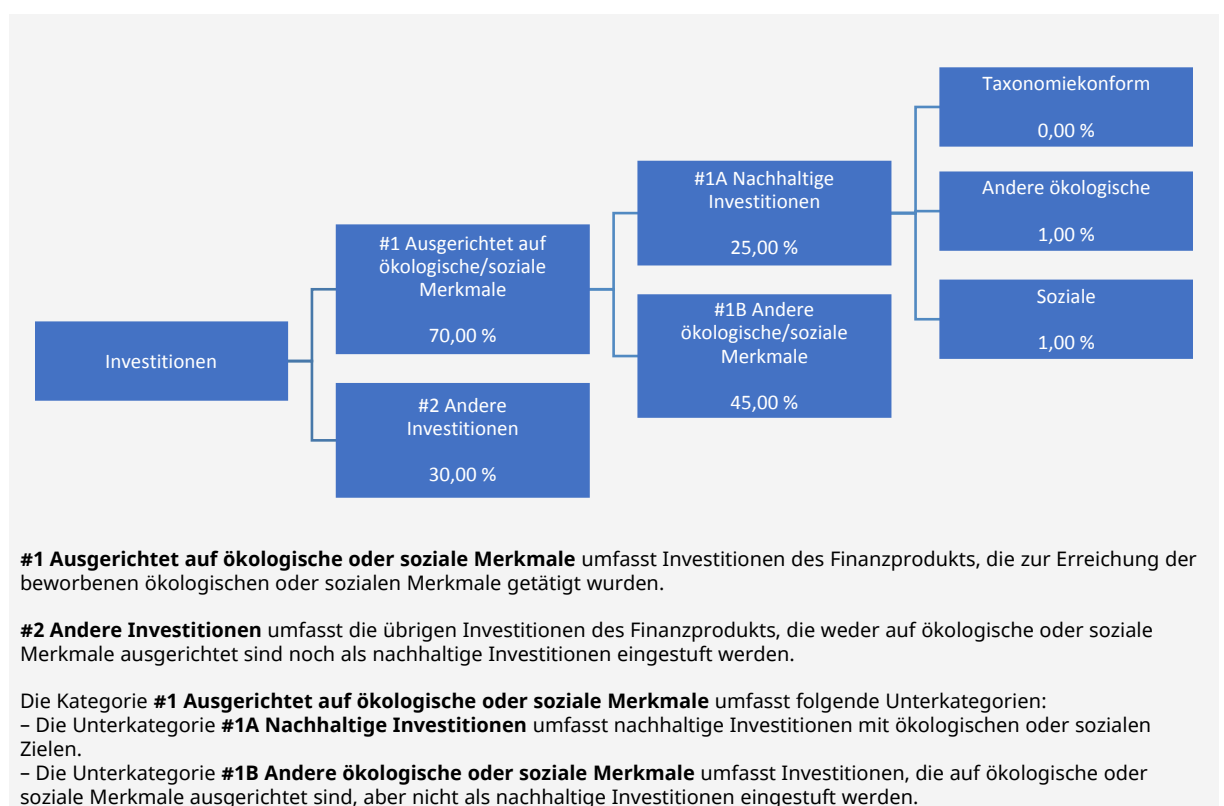 Taxonomiekonform
0,00 %
#1A Nachhaltige
Investitionen
25,00 %
Andere ökologische
1,00 %
#1 Ausgerichtet auf
ökologische/soziale
Merkmale
70,00 %
Soziale
1,00 %
#1B Andere
ökologische/soziale
Merkmale
45,00 %
Investitionen
#2 Andere
Investitionen
30,00 %
#1 Ausgerichtet auf ökologische oder soziale Merkmale umfasst Investitionen des Finanzprodukts, die zur Erreichung der
beworbenen ökologischen oder sozialen Merkmale getätigt wurden.
#2 Andere Investitionen umfasst die übrigen Investitionen des Finanzprodukts, die weder auf ökologische oder soziale
Merkmale ausgerichtet sind noch als nachhaltige Investitionen eingestuft werden.
Die Kategorie #1 Ausgerichtet auf ökologische oder soziale Merkmale umfasst folgende Unterkategorien:
– Die Unterkategorie #1A Nachhaltige Investitionen umfasst nachhaltige Investitionen mit ökologischen oder sozialen
Zielen.
– Die Unterkategorie #1B Andere ökologische oder soziale Merkmale umfasst Investitionen, die auf ökologische oder
soziale Merkmale ausgerichtet sind, aber nicht als nachhaltige Investitionen eingestuft werden.